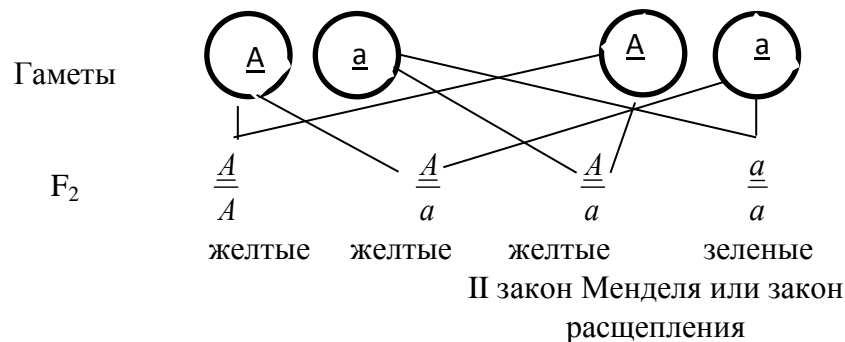 A a A a
Гаметы
F2 A A A a
A a a a
желтые желтые желтые зеленые
II закон Менделя или закон
расщепления